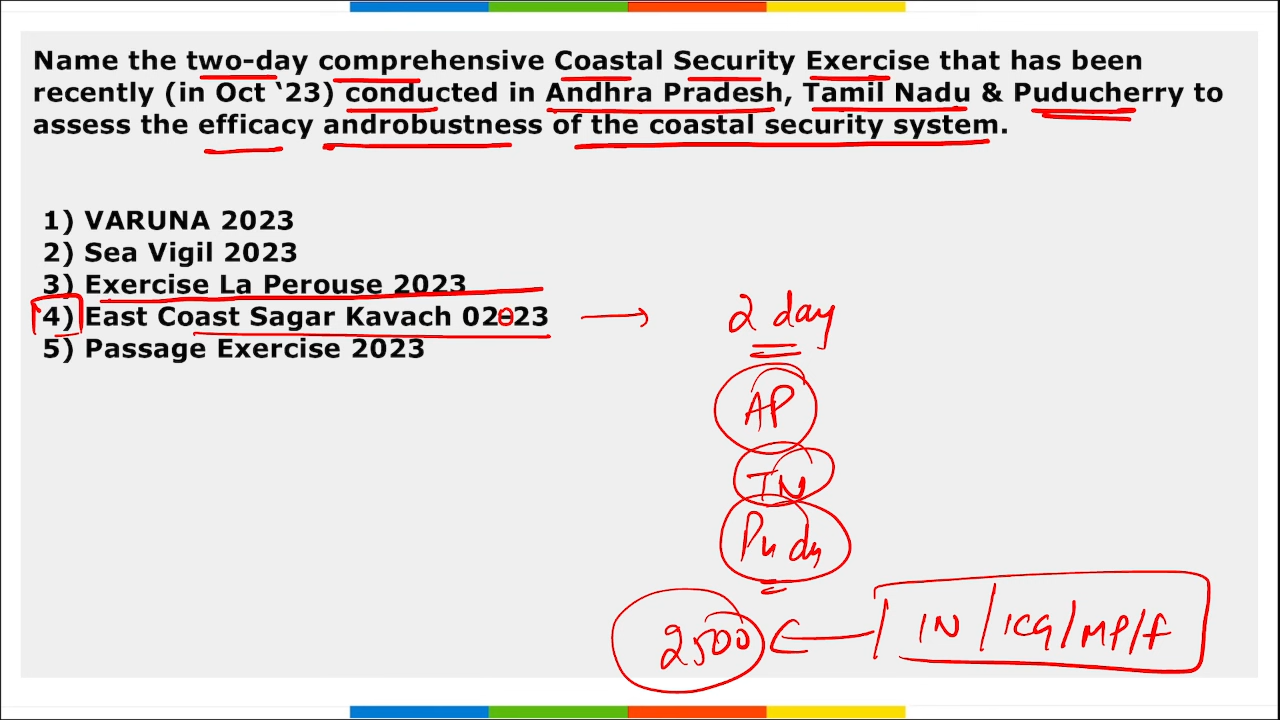 Name the two-day comprehensive Coastal Security Exercise that has been
recently (in Oct ‘23) conducted in Andhra Pradesh, Tamil Nadu & Puducherry to
assess the efficacy androbustness of the coastal security system.
1) VARUNA 2023
2) Sea Vigil 2023
3) Exercise La Perouse 2023
4) East Coast Sagar Kavach 02-23
5) Passage Exercise 2023
2 day
AP
TN
Pudu
2500
IN / ICG / MP / F